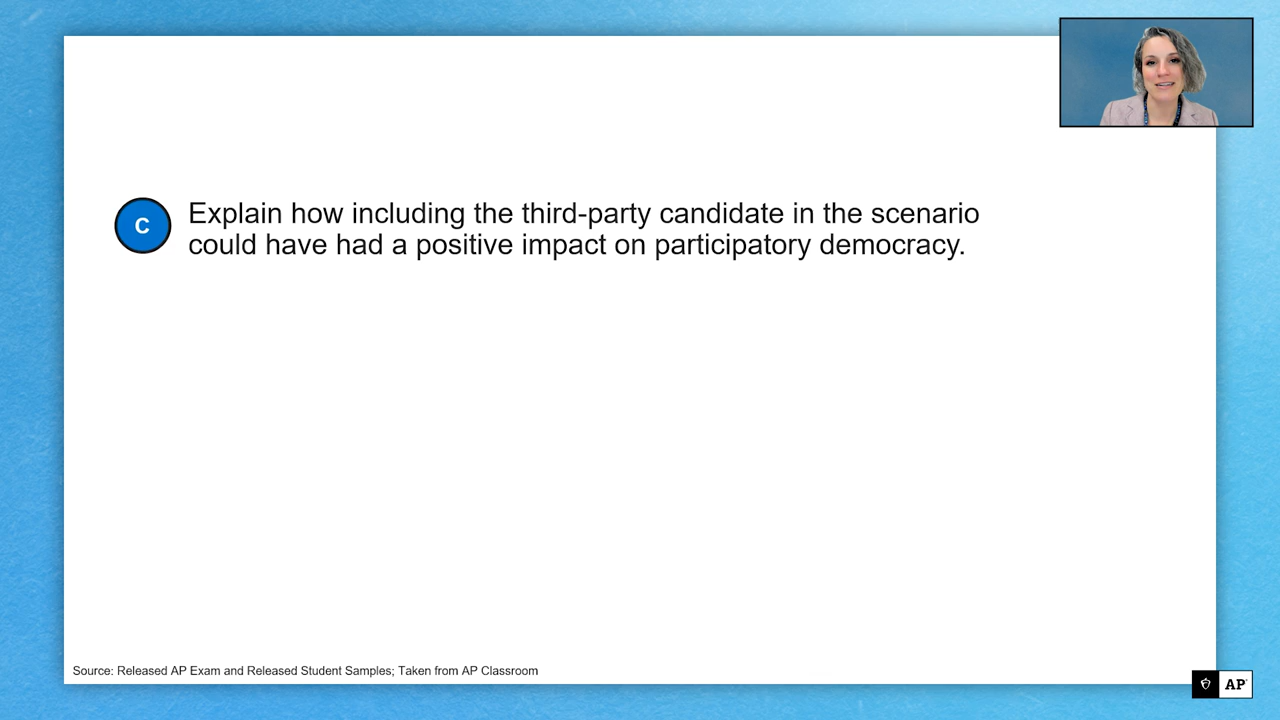 C
Explain how including the third-party candidate in the scenario
could have had a positive impact on participatory democracy.
Source: Released AP Exam and Released Student Samples; Taken from AP Classroom
AP